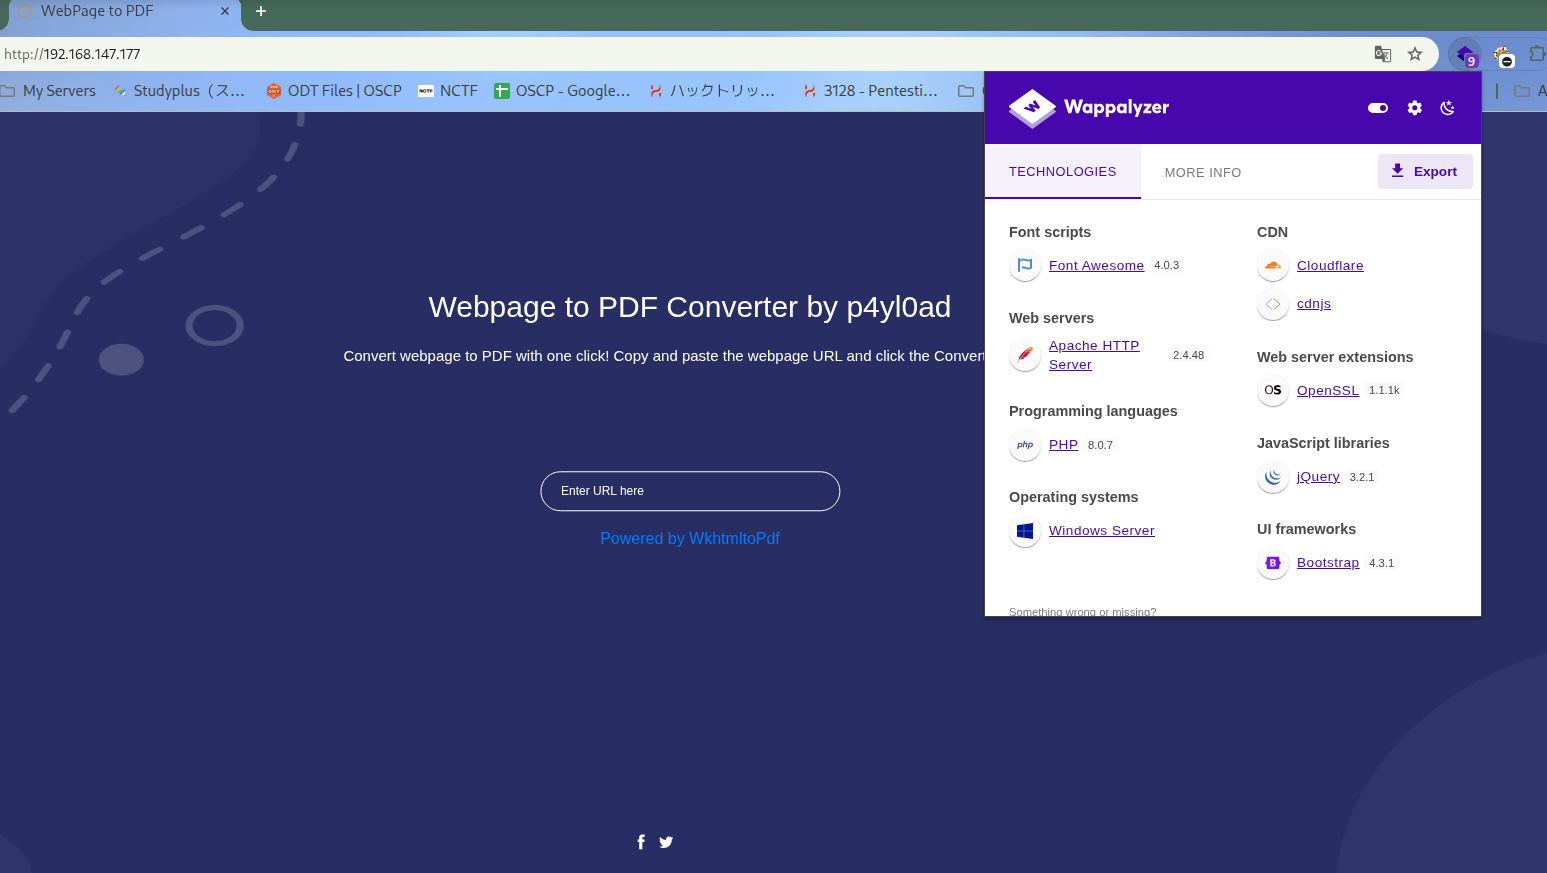 WebPage to PDF
http://192.168.147.177
9
My Servers
Studyplus（ス...
ODT Files | OSCP
NCTF
NCTF
OSCP - Google...
ハックトリッ...
3128 - Pentesti...
Wappalyzer
TECHNOLOGIES
MORE INFO
Export
Font scripts
Font Awesome 4.0.3
Web servers
Apache HTTP
Server
2.4.48
Programming languages
php
PHP 8.0.7
Operating systems
Windows Server
CDN
Cloudflare
cdnjs
Web server extensions
OS
OpenSSL 1.1.1k
JavaScript libraries
jQuery 3.2.1
UI frameworks
B
Bootstrap 4.3.1
Something wrong or missing?
Webpage to PDF Converter by p4yl0ad
Convert webpage to PDF with one click! Copy and paste the webpage URL and click the Convert
Enter URL here
Powered by WkhtmltoPdf